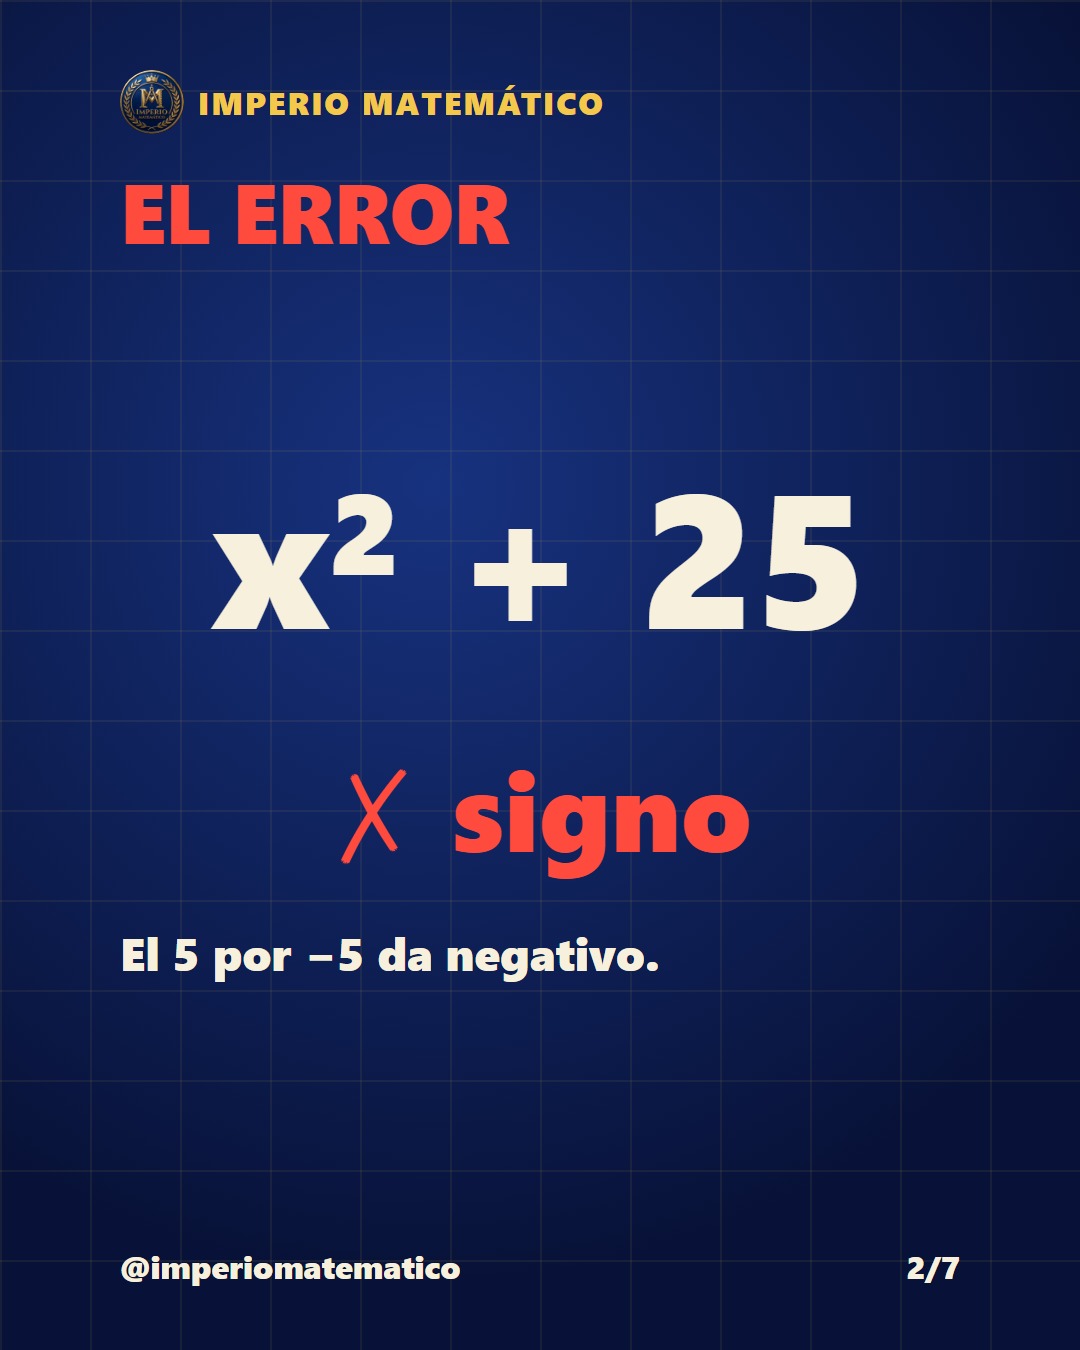 IMPERIO MATEMÁTICO
EL ERROR
x² + 25
✗ signo
El 5 por −5 da negativo.
@imperiomatematico
2/7